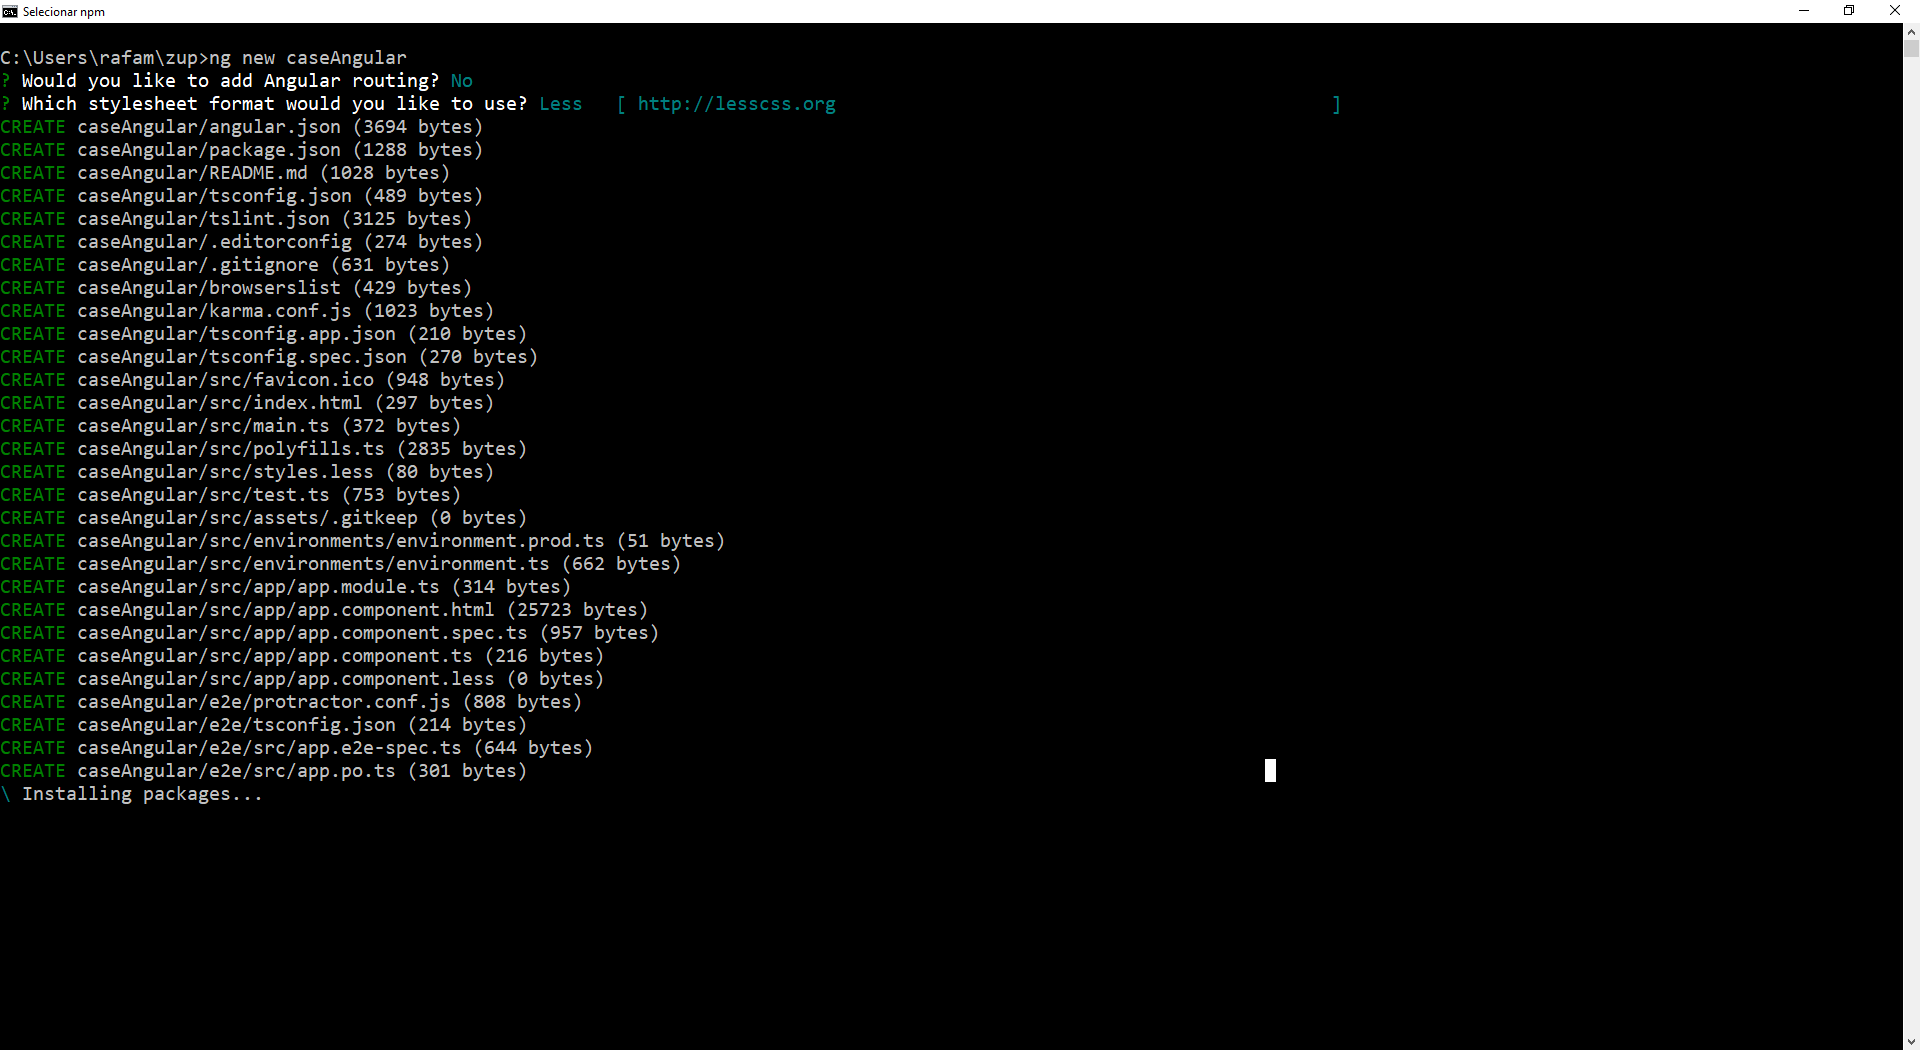 Selecionar npm
C:\Users\rafam\zup>ng new caseAngular
? Would you like to add Angular routing? No
? Which stylesheet format would you like to use? Less   [ http://lesscss.org                                             ]
CREATE caseAngular/angular.json (3694 bytes)
CREATE caseAngular/package.json (1288 bytes)
CREATE caseAngular/README.md (1028 bytes)
CREATE caseAngular/tsconfig.json (489 bytes)
CREATE caseAngular/tslint.json (3125 bytes)
CREATE caseAngular/.editorconfig (274 bytes)
CREATE caseAngular/.gitignore (631 bytes)
CREATE caseAngular/browserslist (429 bytes)
CREATE caseAngular/karma.conf.js (1023 bytes)
CREATE caseAngular/tsconfig.app.json (210 bytes)
CREATE caseAngular/tsconfig.spec.json (270 bytes)
CREATE caseAngular/src/favicon.ico (948 bytes)
CREATE caseAngular/src/index.html (297 bytes)
CREATE caseAngular/src/main.ts (372 bytes)
CREATE caseAngular/src/polyfills.ts (2835 bytes)
CREATE caseAngular/src/styles.less (80 bytes)
CREATE caseAngular/src/test.ts (753 bytes)
CREATE caseAngular/src/assets/.gitkeep (0 bytes)
CREATE caseAngular/src/environments/environment.prod.ts (51 bytes)
CREATE caseAngular/src/environments/environment.ts (662 bytes)
CREATE caseAngular/src/app/app.module.ts (314 bytes)
CREATE caseAngular/src/app/app.component.html (25723 bytes)
CREATE caseAngular/src/app/app.component.spec.ts (957 bytes)
CREATE caseAngular/src/app/app.component.ts (216 bytes)
CREATE caseAngular/src/app/app.component.less (0 bytes)
CREATE caseAngular/e2e/protractor.conf.js (808 bytes)
CREATE caseAngular/e2e/tsconfig.json (214 bytes)
CREATE caseAngular/e2e/src/app.e2e-spec.ts (644 bytes)
CREATE caseAngular/e2e/src/app.po.ts (301 bytes)
\ Installing packages...